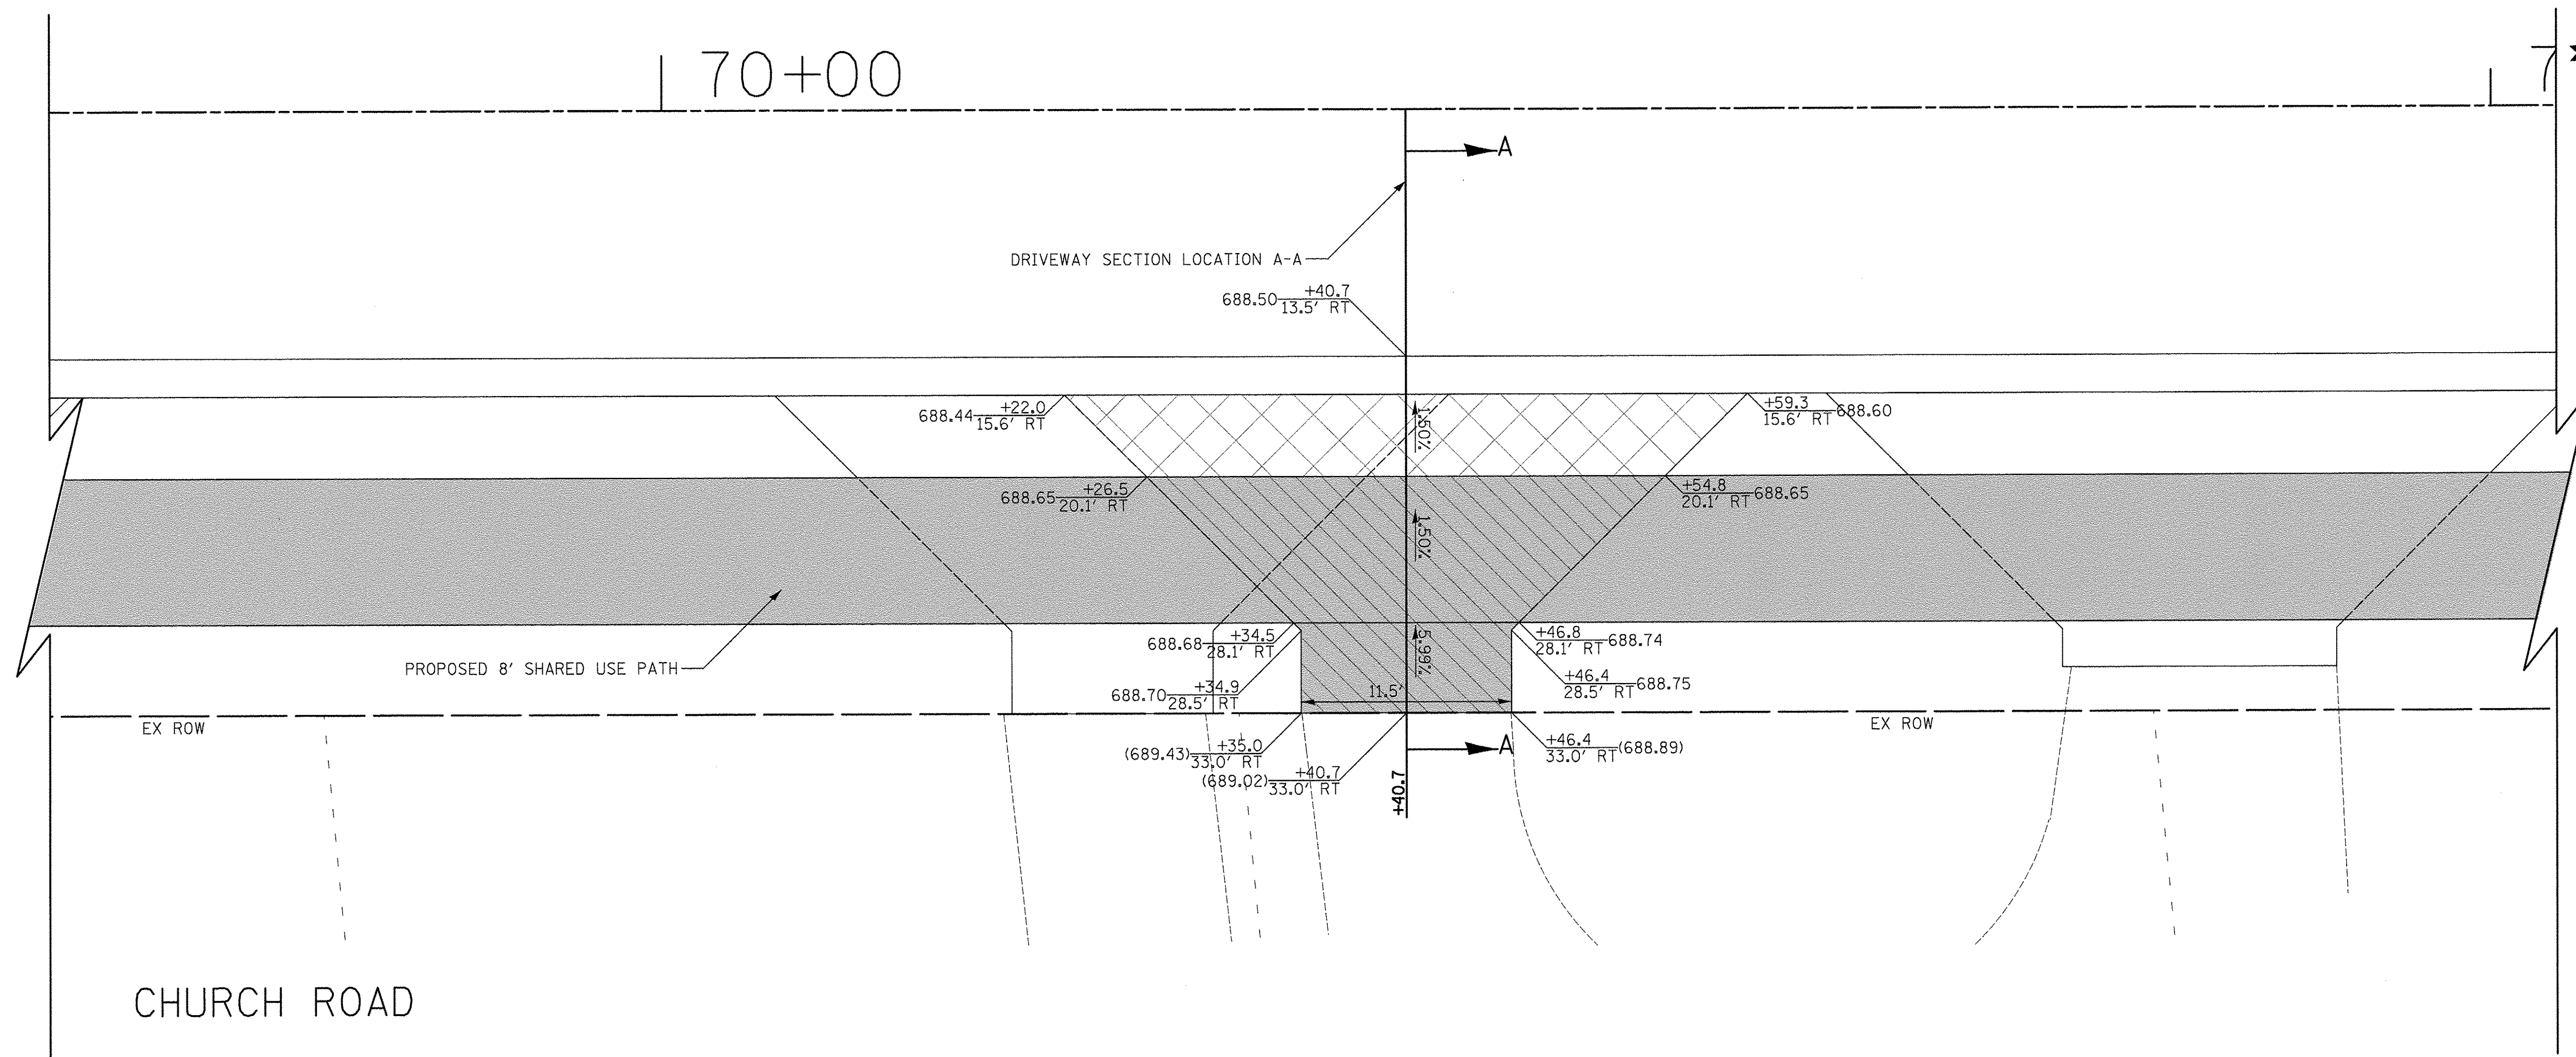 70+00
7
A
DRIVEWAY SECTION LOCATION A-A
688.50 +40.7
13.5' RT
688.44 +22.0
15.6' RT
1.50%
+59.3 688.60
15.6' RT
688.65 +26.5
20.1' RT
+54.8 688.65
20.1' RT
1.50%
688.68 +34.5
28.1' RT
5.99%
+46.8 688.74
28.1' RT
PROPOSED 8' SHARED USE PATH
688.70 +34.9
28.5' RT
11.5'
+46.4 688.75
28.5' RT
EX ROW
EX ROW
(689.43) +35.0
33.0' RT
A
+46.4 (688.89)
33.0' RT
(689.02) +40.7
33.0' RT
+40.7
CHURCH ROAD